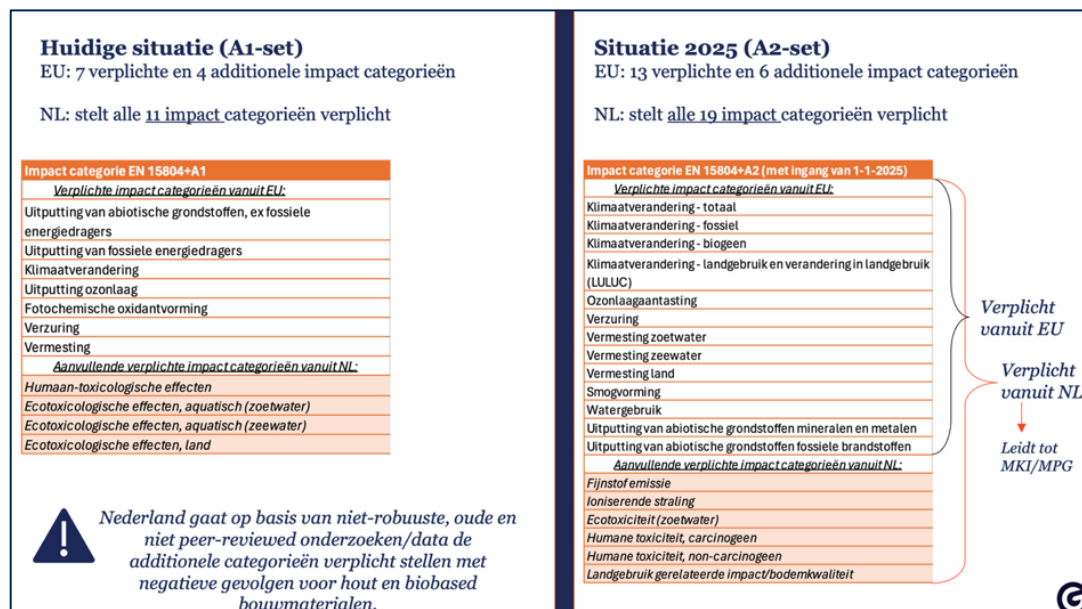 Huidige situatie (A1-set)
EU: 7 verplichte en 4 additionele impact categorieën
NL: stelt alle 11 impact categorieën verplicht
Impact categorie EN 15804+A1
Verplichte impact categorieën vanuit EU:
Uitputting van abiotische grondstoffen, ex fossiele
energiedragers
Uitputting van fossiele energiedragers
Klimaatverandering
Uitputting ozonlaag
Fotochemische oxidantvorming
Verzuring
Vermesting
Aanvullende verplichte impact categorieën vanuit NL:
Humaan-toxicologische effecten
Ecotoxicologische effecten, aquatisch (zoetwater)
Ecotoxicologische effecten, aquatisch (zeewater)
Ecotoxicologische effecten, land
Nederland gaat op basis van niet-robuuste, oude en
niet peer-reviewed onderzoeken/data de
additionele categorieën verplicht stellen met
negatieve gevolgen voor hout en biobased
bouwmaterialen.
Situatie 2025 (A2-set)
EU: 13 verplichte en 6 additionele impact categorieën
NL: stelt alle 19 impact categorieën verplicht
Impact categorie EN 15804+A2 (met ingang van 1-1-2025)
Verplichte impact categorieën vanuit EU:
Klimaatverandering - totaal
Klimaatverandering - fossiel
Klimaatverandering - biogeen
Klimaatverandering - landgebruik en verandering in landgebruik
(LULUC)
Ozonlaagaantasting
Verzuring
Vermesting zoetwater
Vermesting zeewater
Vermesting land
Smogvorming
Watergebruik
Uitputting van abiotische grondstoffen mineralen en metalen
Uitputting van abiotische grondstoffen fossiele brandstoffen
Aanvullende verplichte impact categorieën vanuit NL:
Fijnstof emissie
Ioniserende straling
Ecotoxiciteit (zoetwater)
Humane toxiciteit, carcinogeen
Humane toxiciteit, non-carcinogeen
Landgebruik gerelateerde impact/bodemkwaliteit
Verplicht
vanuit EU
Verplicht
vanuit NL
Leidt tot
MKI/MPG